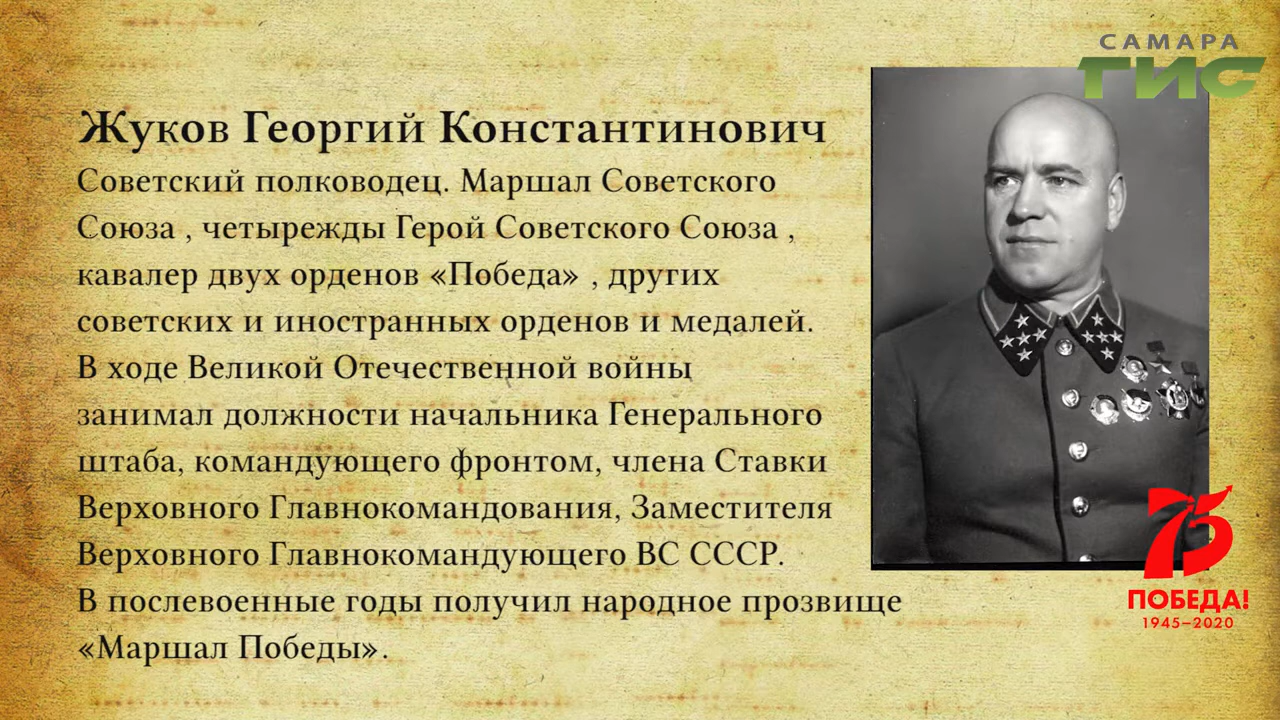 САМАРА
ГИС
Жуков Георгий Константинович
Советский полководец. Маршал Советского
Союза , четырежды Герой Советского Союза ,
кавалер двух орденов «Победа» , других
советских и иностранных орденов и медалей.
В ходе Великой Отечественной войны
занимал должности начальника Генерального
штаба, командующего фронтом, члена Ставки
Верховного Главнокомандования, Заместителя
Верховного Главнокомандующего ВС СССР.
В послевоенные годы получил народное прозвище
«Маршал Победы».
75
ПОБЕДА!
1945–2020